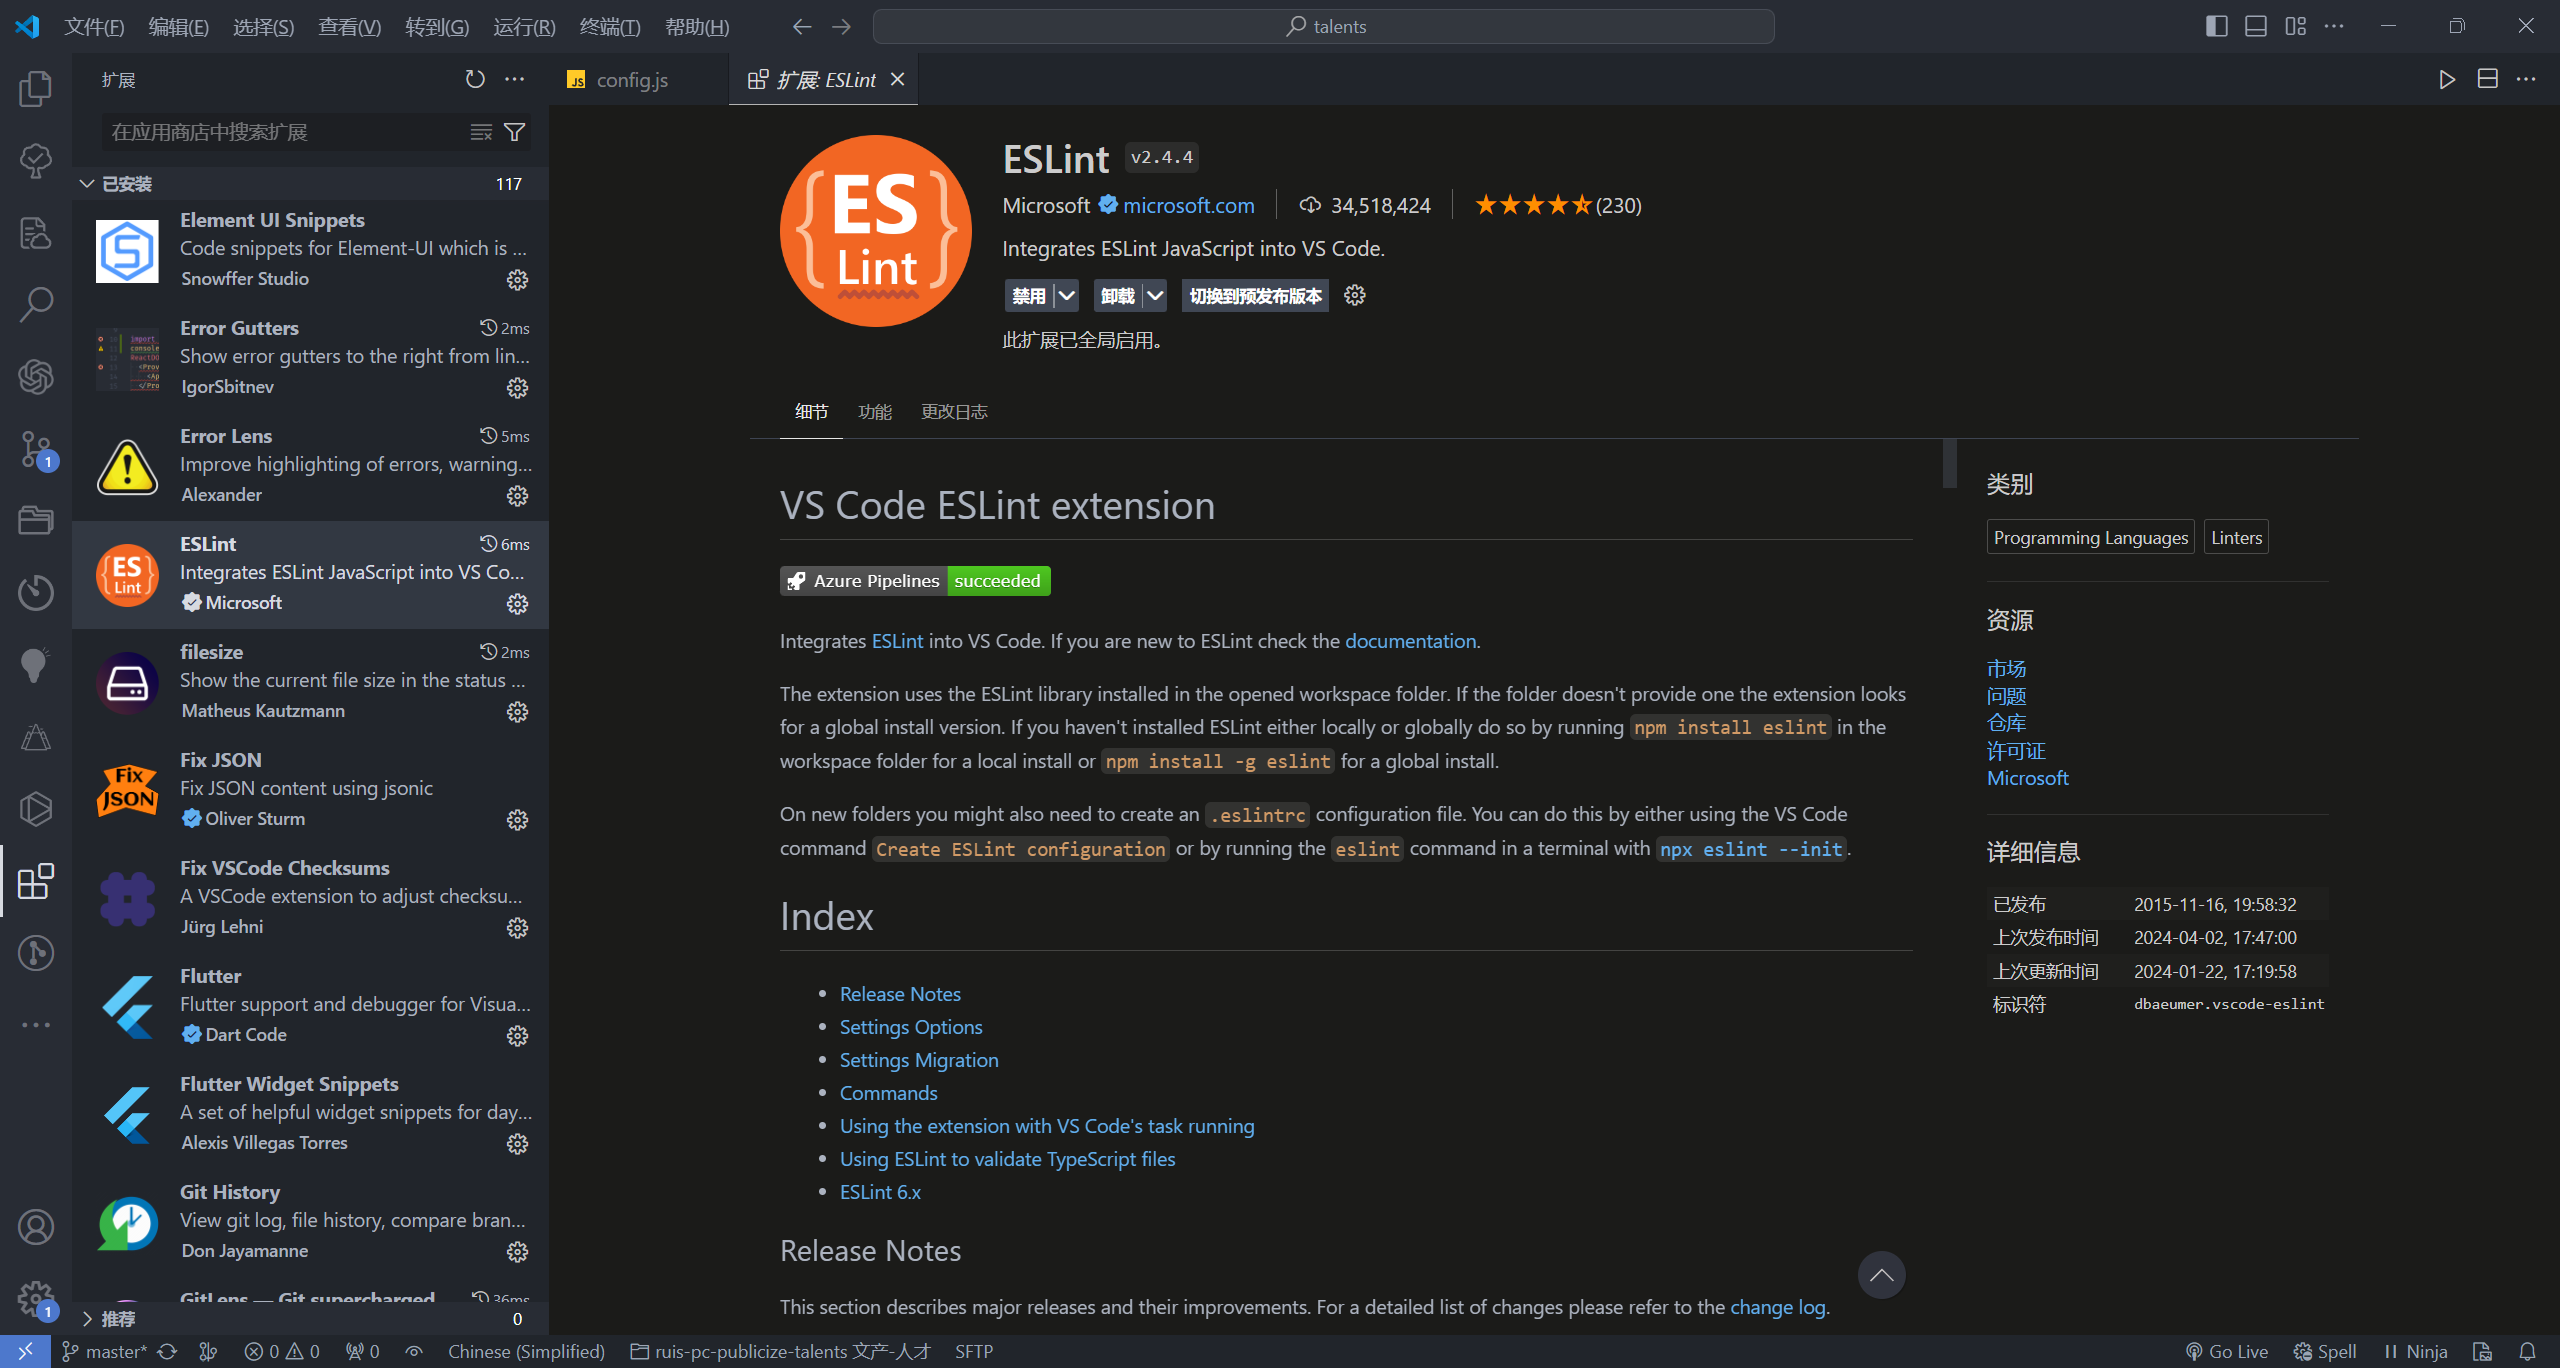 文件(F) 编辑(E) 选择(S) 查看(V) 转到(G) 运行(R) 终端(T) 帮助(H)
talents
扩展
在应用商店中搜索扩展
已安装 117
Element UI Snippets
Code snippets for Element-UI which is ...
Snowffer Studio
Error Gutters 2ms
Show error gutters to the right from lin...
IgorSbitnev
Error Lens 5ms
Improve highlighting of errors, warning...
Alexander
ESLint 6ms
Integrates ESLint JavaScript into VS Co...
Microsoft
filesize 2ms
Show the current file size in the status ...
Matheus Kautzmann
Fix JSON
Fix JSON content using jsonic
Oliver Sturm
Fix VSCode Checksums
A VSCode extension to adjust checksu...
Jürg Lehni
Flutter
Flutter support and debugger for Visua...
Dart Code
Flutter Widget Snippets
A set of helpful widget snippets for day...
Alexis Villegas Torres
Git History
View git log, file history, compare bran...
Don Jayamanne
GitLens — Git supercharged 36ms
推荐 0
JS config.js
扩展: ESLint
ES
Lint
ESLint v2.4.4
Microsoft microsoft.com 34,518,424 (230)
Integrates ESLint JavaScript into VS Code.
禁用 卸载 切换到预发布版本
此扩展已全局启用。
细节 功能 更改日志
VS Code ESLint extension
Azure Pipelines succeeded
Integrates ESLint into VS Code. If you are new to ESLint check the documentation.
The extension uses the ESLint library installed in the opened workspace folder. If the folder doesn't provide one the extension looks
for a global install version. If you haven't installed ESLint either locally or globally do so by running npm install eslint in the
workspace folder for a local install or npm install -g eslint for a global install.
On new folders you might also need to create an .eslintrc configuration file. You can do this by either using the VS Code
command Create ESLint configuration or by running the eslint command in a terminal with npx eslint --init.
Index
Release Notes
Settings Options
Settings Migration
Commands
Using the extension with VS Code's task running
Using ESLint to validate TypeScript files
ESLint 6.x
Release Notes
This section describes major releases and their improvements. For a detailed list of changes please refer to the change log.
类别
Programming Languages Linters
资源
市场
问题
仓库
许可证
Microsoft
详细信息
已发布 2015-11-16, 19:58:32
上次发布时间 2024-04-02, 17:47:00
上次更新时间 2024-01-22, 17:19:58
标识符 dbaeumer.vscode-eslint
1
1
ES
Lint
Fix
JSON
master* 0 0 0 Chinese (Simplified) ruis-pc-publicize-talents 文产-人才 SFTP Go Live Spell Ninja